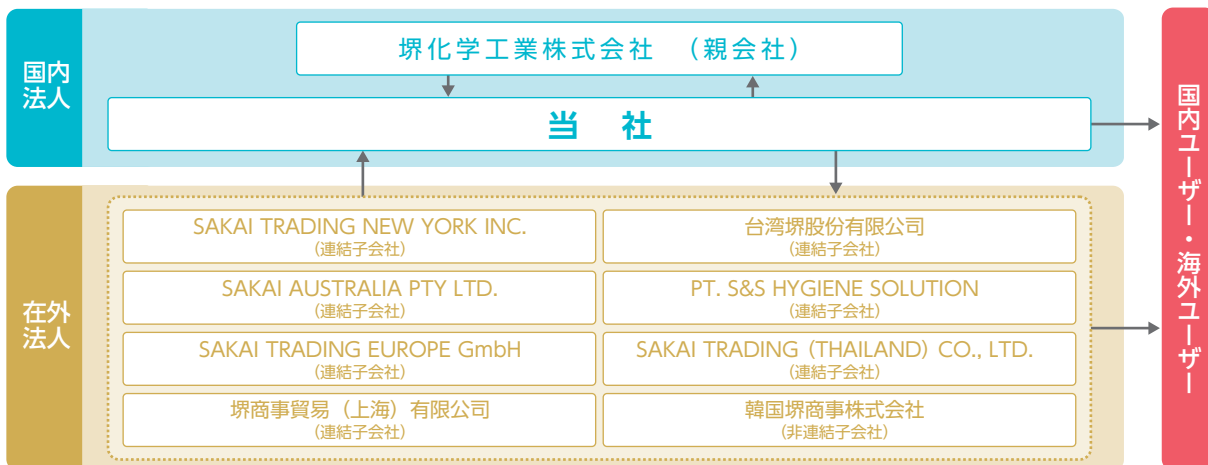 国内
法人
堺化学工業株式会社 （親会社）
当 社
在外
法人
SAKAI TRADING NEW YORK INC.
(連結子会社)
台湾堺股份有限公司
(連結子会社)
SAKAI AUSTRALIA PTY LTD.
(連結子会社)
PT. S&S HYGIENE SOLUTION
(連結子会社)
SAKAI TRADING EUROPE GmbH
(連結子会社)
SAKAI TRADING (THAILAND) CO., LTD.
(連結子会社)
堺商事貿易（上海）有限公司
(連結子会社)
韓国堺商事株式会社
(非連結子会社)
国内ユーザー・海外ユーザー